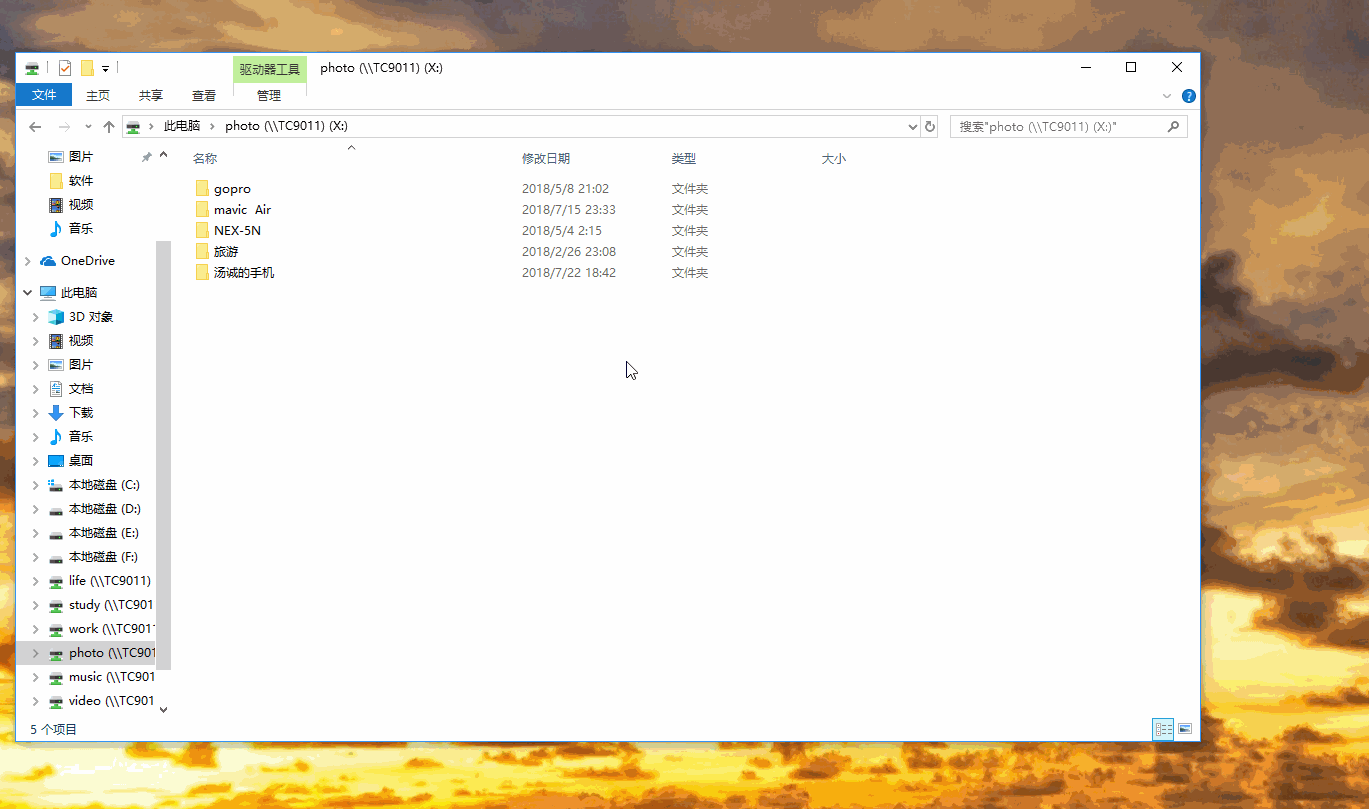 驱动器工具 photo (\\TC9011) (X:)
文件 主页 共享 查看 管理
此电脑 photo (\\TC9011) (X:) 搜索"photo (\\TC9011) (X:)"
名称 修改日期 类型 大小
gopro 2018/5/8 21:02 文件夹
mavic  Air 2018/7/15 23:33 文件夹
NEX-5N 2018/5/4 2:15 文件夹
旅游 2018/2/26 23:08 文件夹
汤诚的手机 2018/7/22 18:42 文件夹
图片
软件
视频
音乐
OneDrive
此电脑
3D 对象
视频
图片
文档
下载
音乐
桌面
本地磁盘 (C:)
本地磁盘 (D:)
本地磁盘 (E:)
本地磁盘 (F:)
life (\\TC9011)
study (\\TC901
work (\\TC901
photo (\\TC901
music (\\TC901
video (\\TC901
5 个项目